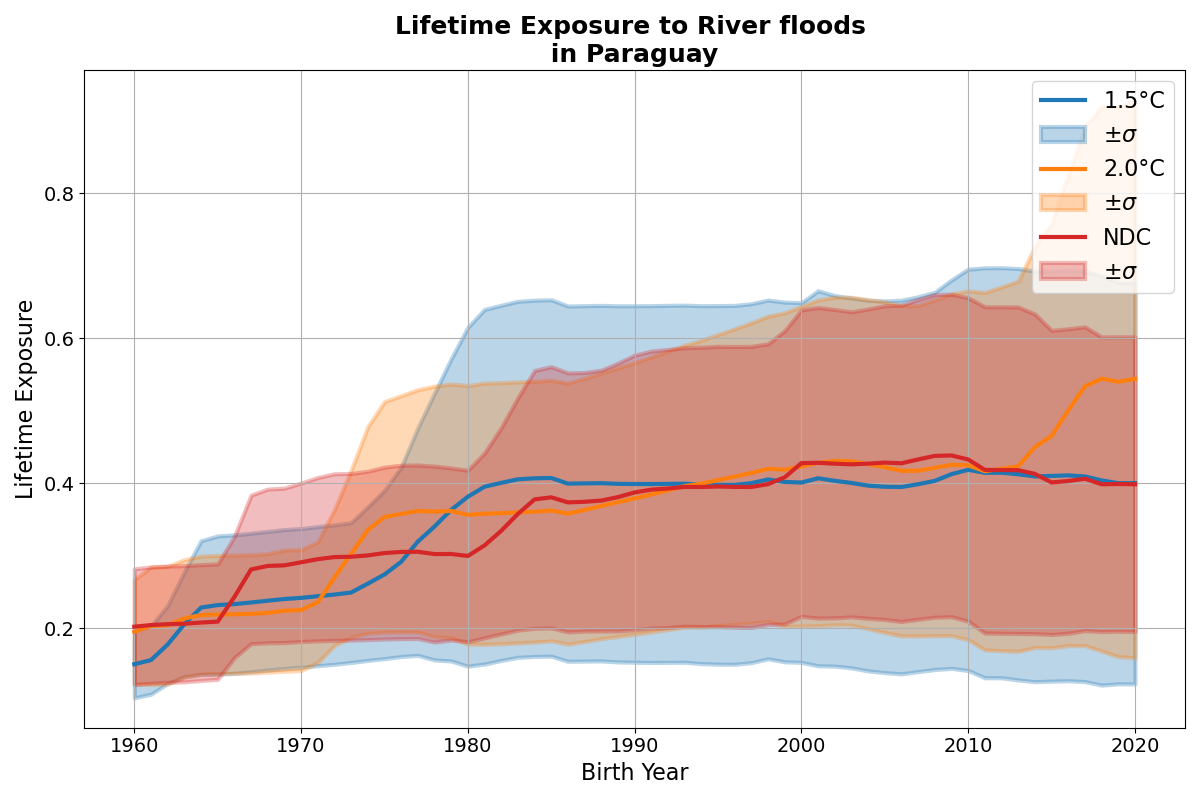 Lifetime Exposure to River floods
in Paraguay
1.5°C
±σ
2.0°C
±σ
NDC
±σ
Lifetime Exposure
0.8
0.6
0.4
0.2
1960
1970
1980
1990
2000
2010
2020
Birth Year